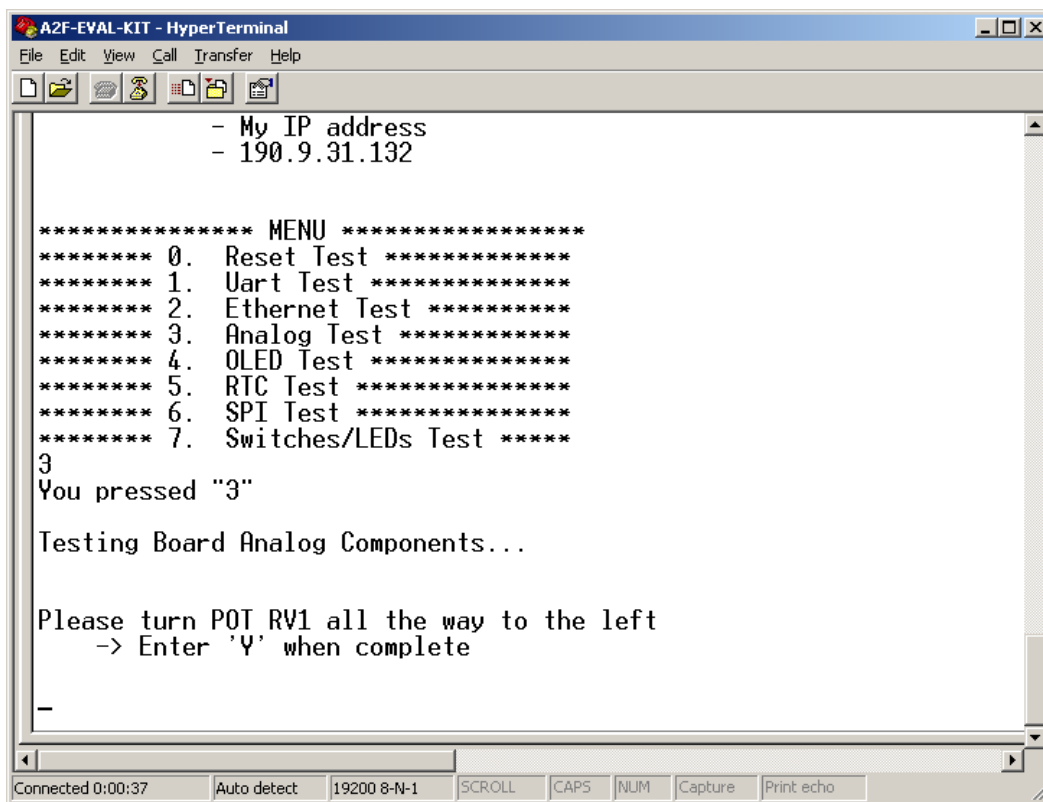 A2F-EVAL-KIT - HyperTerminal
File Edit View Call Transfer Help
- My IP address
- 190.9.31.132
*************** MENU *****************
******** 0. Reset Test *************
******** 1. Uart Test **************
******** 2. Ethernet Test **********
******** 3. Analog Test ************
******** 4. OLED Test **************
******** 5. RTC Test ***************
******** 6. SPI Test ***************
******** 7. Switches/LEDs Test *****
3
You pressed "3"
Testing Board Analog Components...
Please turn POT RV1 all the way to the left
-> Enter 'Y' when complete
_
Connected 0:00:37 Auto detect 19200 8-N-1 SCROLL CAPS NUM Capture Print echo